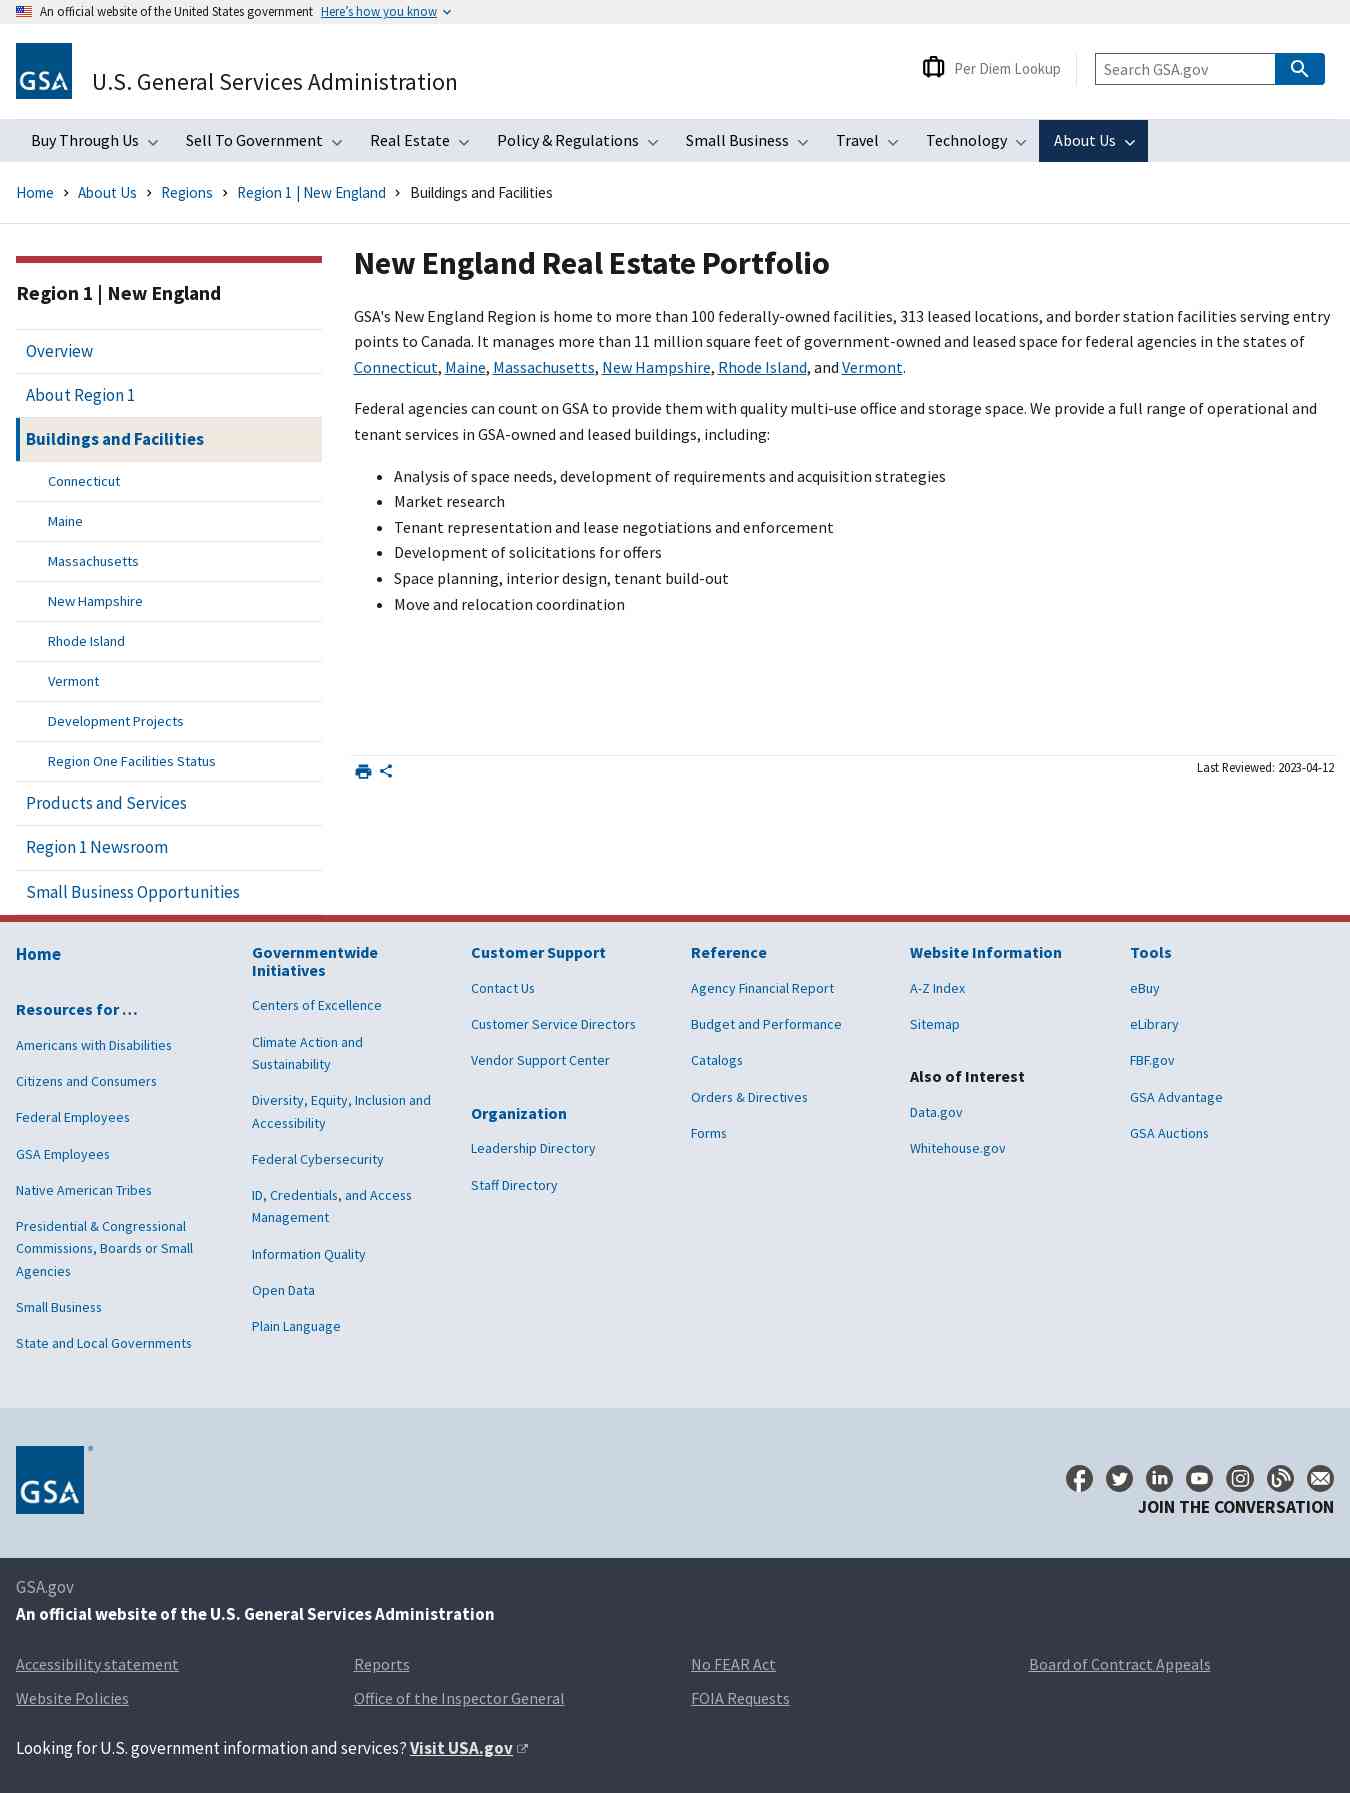 An official website of the United States government Here's how you know
GSA
U.S. General Services Administration
Per Diem Lookup
Search GSA.gov
Buy Through Us Sell To Government Real Estate Policy & Regulations Small Business Travel Technology About Us
Home > About Us > Regions > Region 1 | New England > Buildings and Facilities
Region 1 | New England
Overview
About Region 1
Buildings and Facilities
Connecticut
Maine
Massachusetts
New Hampshire
Rhode Island
Vermont
Development Projects
Region One Facilities Status
Products and Services
Region 1 Newsroom
Small Business Opportunities
New England Real Estate Portfolio
GSA's New England Region is home to more than 100 federally-owned facilities, 313 leased locations, and border station facilities serving entry
points to Canada. It manages more than 11 million square feet of government-owned and leased space for federal agencies in the states of
Connecticut, Maine, Massachusetts, New Hampshire, Rhode Island, and Vermont.
Federal agencies can count on GSA to provide them with quality multi-use office and storage space. We provide a full range of operational and
tenant services in GSA-owned and leased buildings, including:
• Analysis of space needs, development of requirements and acquisition strategies
• Market research
• Tenant representation and lease negotiations and enforcement
• Development of solicitations for offers
• Space planning, interior design, tenant build-out
• Move and relocation coordination
Last Reviewed: 2023-04-12
Home
Resources for …
Americans with Disabilities
Citizens and Consumers
Federal Employees
GSA Employees
Native American Tribes
Presidential & Congressional
Commissions, Boards or Small
Agencies
Small Business
State and Local Governments
Governmentwide
Initiatives
Centers of Excellence
Climate Action and
Sustainability
Diversity, Equity, Inclusion and
Accessibility
Federal Cybersecurity
ID, Credentials, and Access
Management
Information Quality
Open Data
Plain Language
Customer Support
Contact Us
Customer Service Directors
Vendor Support Center
Organization
Leadership Directory
Staff Directory
Reference
Agency Financial Report
Budget and Performance
Catalogs
Orders & Directives
Forms
Website Information
A-Z Index
Sitemap
Also of Interest
Data.gov
Whitehouse.gov
Tools
eBuy
eLibrary
FBF.gov
GSA Advantage
GSA Auctions
GSA
JOIN THE CONVERSATION
GSA.gov
An official website of the U.S. General Services Administration
Accessibility statement Reports No FEAR Act Board of Contract Appeals
Website Policies Office of the Inspector General FOIA Requests
Looking for U.S. government information and services? Visit USA.gov